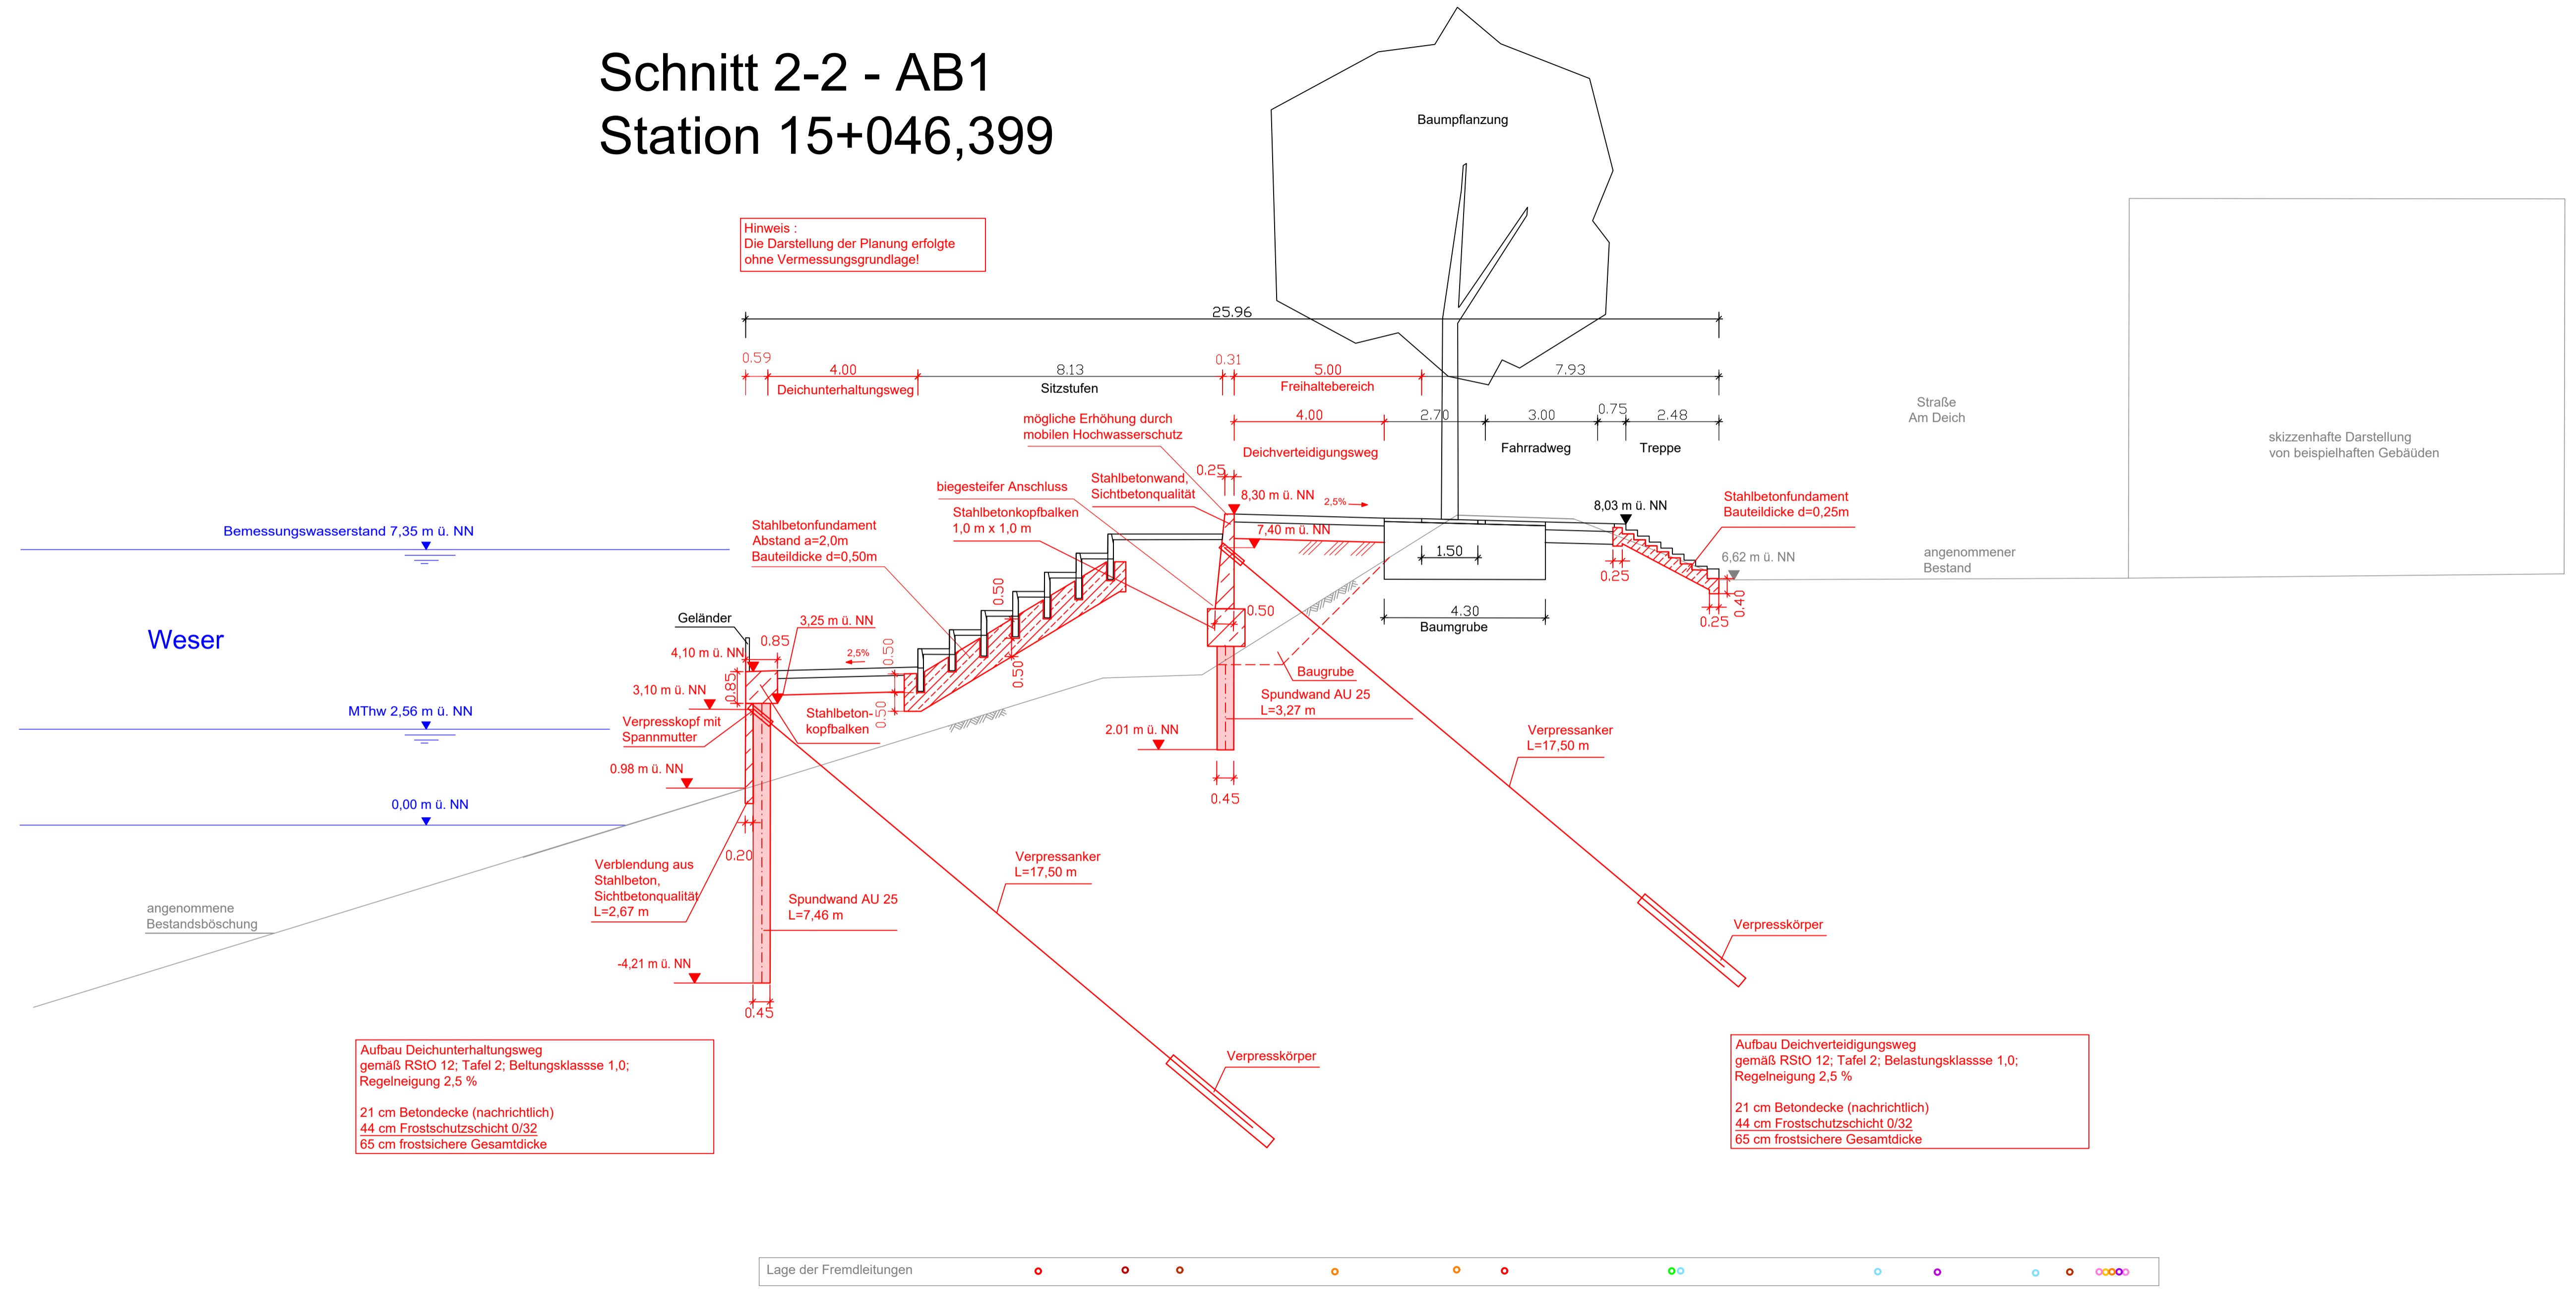 Schnitt 2-2 - AB1
Station 15+046,399
Baumpflanzung
Hinweis :
Die Darstellung der Planung erfolgte
ohne Vermessungsgrundlage!
25.96
0.59
4.00
8.13
0.31
5.00
7.93
Deichunterhaltungsweg
Sitzstufen
Freihaltebereich
4.00
2.70
3.00
0.75
2.48
Deichverteidigungsweg
Fahrradweg
Treppe
Straße
Am Deich
skizzenhafte Darstellung
von beispielhaften Gebäüden
mögliche Erhöhung durch
mobilen Hochwasserschutz
biegesteifer Anschluss
Stahlbetonwand,
Sichtbetonqualität
0.25
8,30 m ü. NN
2,5%
7,40 m ü. NN
8,03 m ü. NN
Stahlbetonfundament
Bauteildicke d=0,25m
Stahlbetonkopfbalken
1,0 m x 1,0 m
Stahlbetonfundament
Abstand a=2,0m
Bauteildicke d=0,50m
Bemessungswasserstand 7,35 m ü. NN
6,62 m ü. NN
angenommener
Bestand
1.50
0.25
0.25
0.40
4.30
Baumgrube
0.50
0.50
0.50
0.50
0.50
Weser
Geländer
0.85
3,25 m ü. NN
4,10 m ü. NN
2,5%
0.85
3,10 m ü. NN
MThw 2,56 m ü. NN
Verpresskopf mit
Spannmutter
Stahlbeton-
kopfbalken
Baugrube
Spundwand AU 25
L=3,27 m
2.01 m ü. NN
0.45
Verpressanker
L=17,50 m
0.98 m ü. NN
0,00 m ü. NN
0.20
Verblendung aus
Stahlbeton,
Sichtbetonqualität
L=2,67 m
Verpressanker
L=17,50 m
Spundwand AU 25
L=7,46 m
angenommene
Bestandsböschung
Verpresskörper
-4,21 m ü. NN
0.45
Verpresskörper
Aufbau Deichunterhaltungsweg
gemäß RStO 12; Tafel 2; Beltungsklassse 1,0;
Regelneigung 2,5 %
21 cm Betondecke (nachrichtlich)
44 cm Frostschutzschicht 0/32
65 cm frostsichere Gesamtdicke
Aufbau Deichverteidigungsweg
gemäß RStO 12; Tafel 2; Belastungsklassse 1,0;
Regelneigung 2,5 %
21 cm Betondecke (nachrichtlich)
44 cm Frostschutzschicht 0/32
65 cm frostsichere Gesamtdicke
Lage der Fremdleitungen